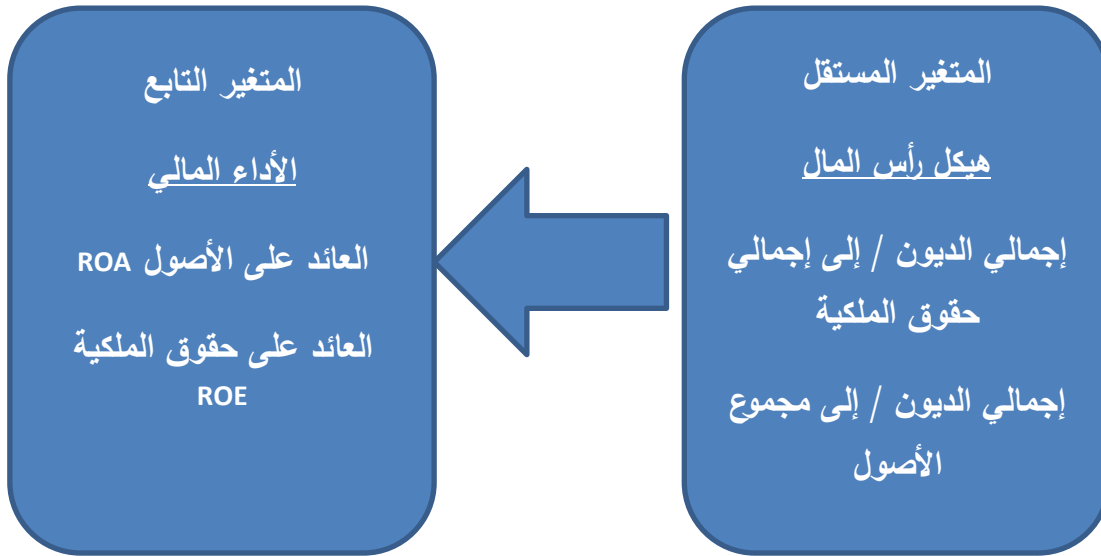 المتغير المستقل
هيكل رأس المال
إجمالي الديون / إلى إجمالي
حقوق الملكية
إجمالي الديون / إلى مجموع
الأصول
المتغير التابع
الأداء المالي
العائد على الأصول ROA
العائد على حقوق الملكية
ROE